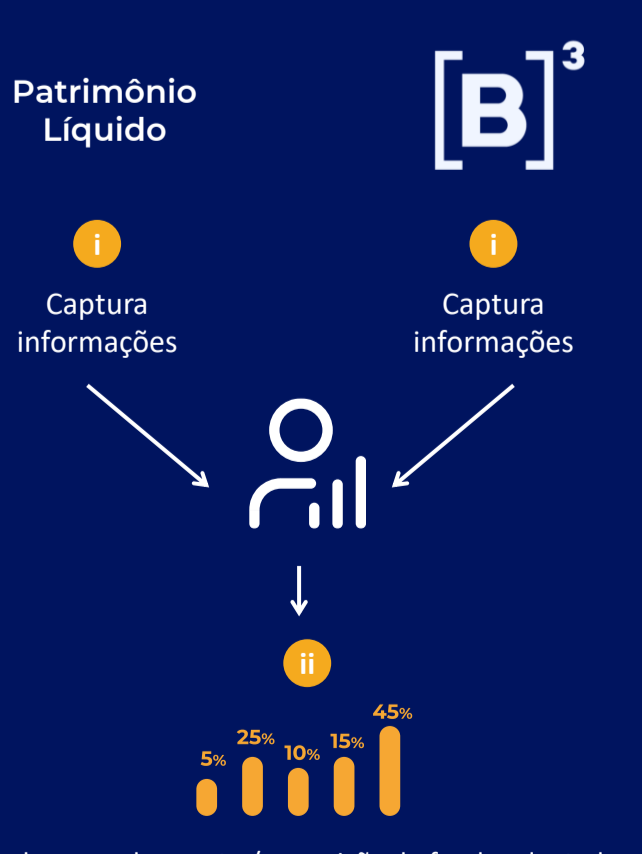 Patrimônio
Líquido
[B]³
i
i
Captura
informações
Captura
informações
ii
5%
25%
10%
15%
45%